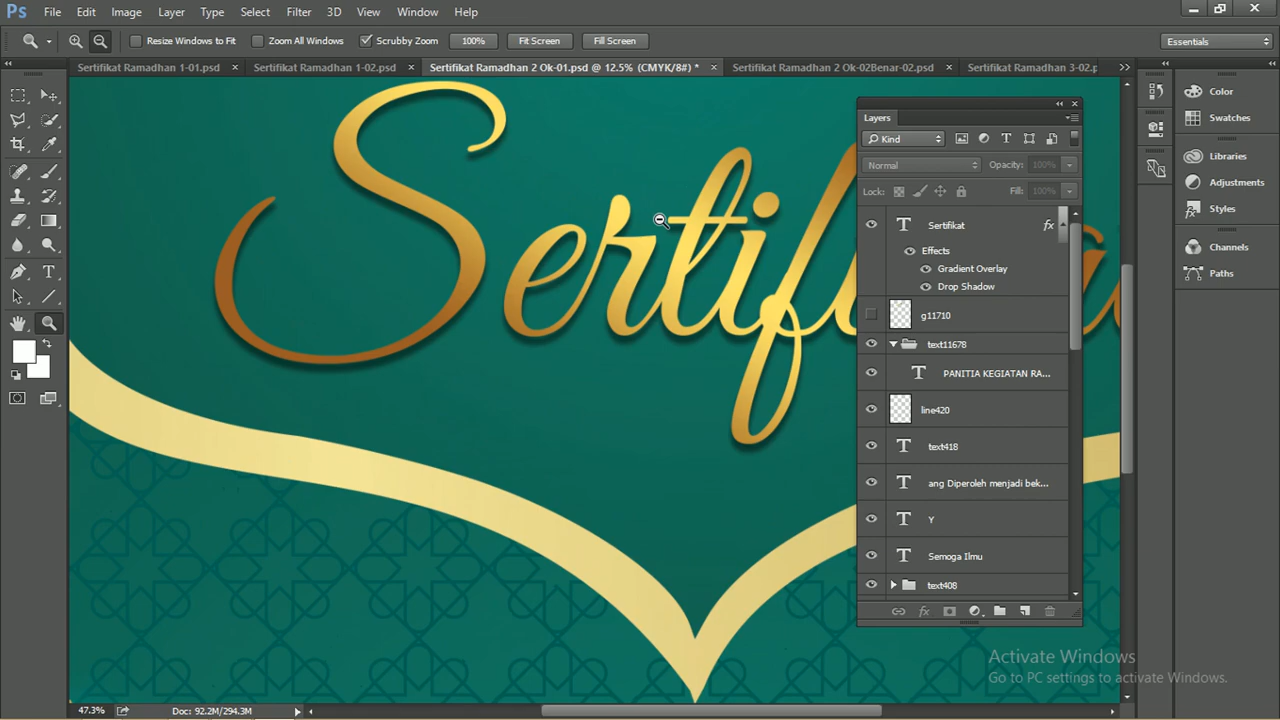 Ps File Edit Image Layer Type Select Filter 3D View Window Help
Resize Windows to Fit Zoom All Windows Scrubby Zoom 100% Fit Screen Fill Screen Essentials
Sertifikat Ramadhan 1-01.psd × Sertifikat Ramadhan 1-02.psd × Sertifikat Ramadhan 2 Ok-01.psd @ 12.5% (CMYK/8#) * × Sertifikat Ramadhan 2 Ok-02Benar-02.psd × Sertifikat Ramadhan 3-02.p
Sertifi
Layers
Kind
Normal Opacity: 100%
Lock: Fill: 100%
Sertifikat fx
Effects
Gradient Overlay
Drop Shadow
g11710
text11678
PANITIA KEGIATAN RA...
line420
text418
ang Diperoleh menjadi bek...
Y
Semoga Ilmu
text408
Color
Swatches
Libraries
Adjustments
Styles
Channels
Paths
Activate Windows
Go to PC settings to activate Windows.
47.3% Doc: 92.2M/294.3M